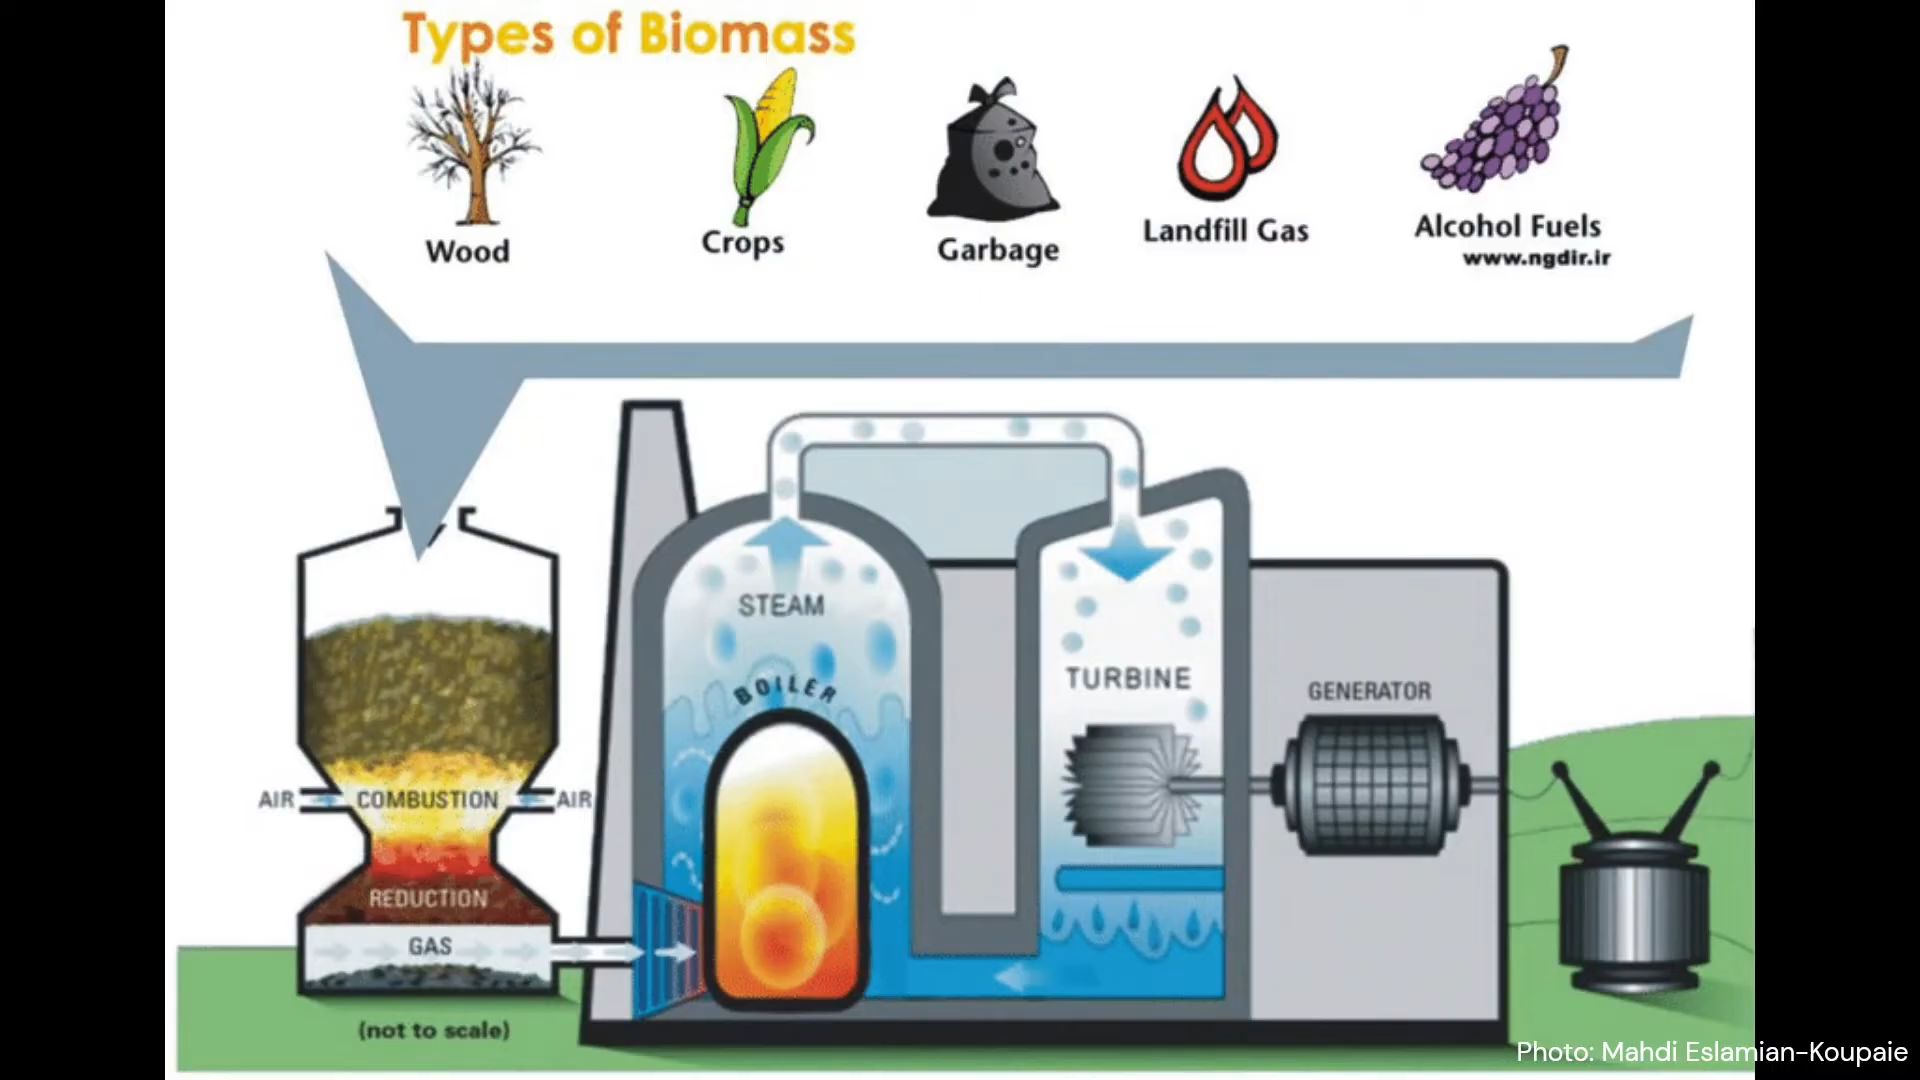 Types of Biomass
Wood
Crops
Garbage
Landfill Gas
Alcohol Fuels
www.ngdir.ir
STEAM
BOILER
TURBINE
GENERATOR
AIR
COMBUSTION
AIR
REDUCTION
GAS
(not to scale)
Photo: Mahdi Eslamian-Koupaie